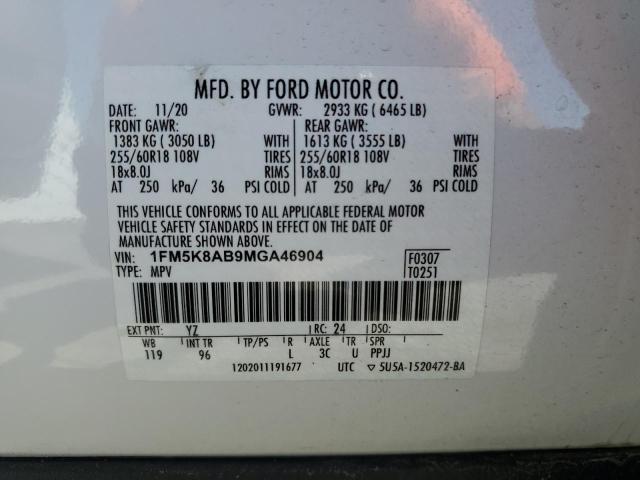 MFD. BY FORD MOTOR CO.
DATE: 11/20 GVWR: 2933 KG ( 6465 LB)
FRONT GAWR: REAR GAWR:
1383 KG ( 3050 LB) WITH 1613 KG ( 3555 LB) WITH
255/60R18 108V TIRES 255/60R18 108V TIRES
18x8.0J RIMS 18x8.0J RIMS
AT 250 kPa/ 36 PSI COLD AT 250 kPa/ 36 PSI COLD
THIS VEHICLE CONFORMS TO ALL APPLICABLE FEDERAL MOTOR
VEHICLE SAFETY STANDARDS IN EFFECT ON THE DATE OF
MANUFACTURE SHOWN ABOVE.
VIN: 1FM5K8AB9MGA46904 F0307
TYPE: MPV T0251
EXT PNT: YZ RC: 24 DSO:
WB INT TR TP/PS R AXLE TR SPR
119 96 L 3C U PPJJ
1202011191677 UTC ▽ 5U5A-1520472-BA